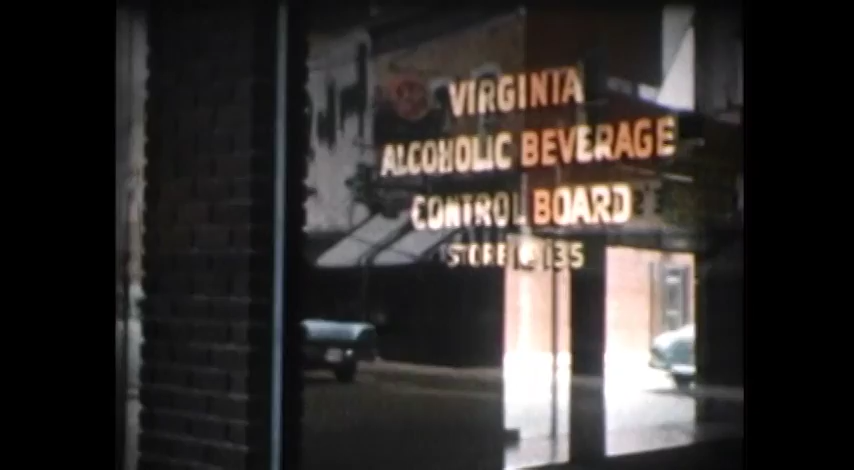 VIRGINIA
ALCOHOLIC BEVERAGE
CONTROL BOARD
STORE 135